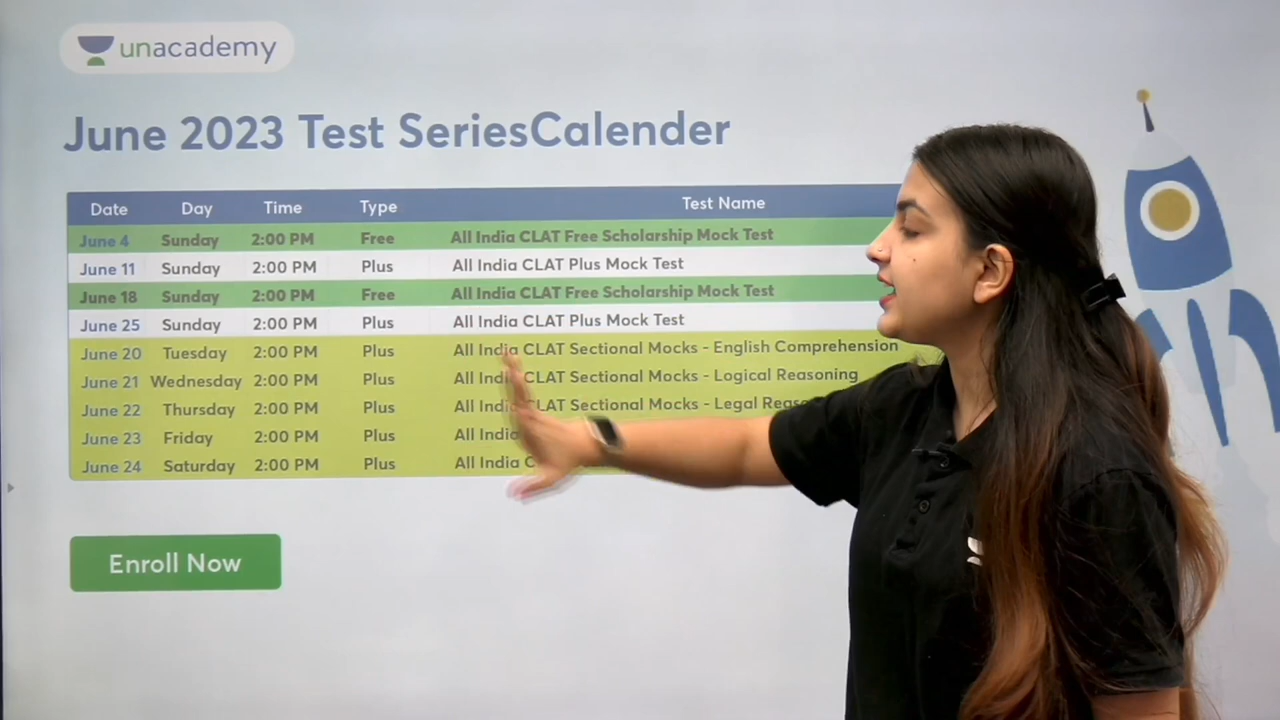 unacademy
June 2023 Test SeriesCalender
Date Day Time Type Test Name
June 4 Sunday 2:00 PM Free All India CLAT Free Scholarship Mock Test
June 11 Sunday 2:00 PM Plus All India CLAT Plus Mock Test
June 18 Sunday 2:00 PM Free All India CLAT Free Scholarship Mock Test
June 25 Sunday 2:00 PM Plus All India CLAT Plus Mock Test
June 20 Tuesday 2:00 PM Plus All India CLAT Sectional Mocks - English Comprehension
June 21 Wednesday 2:00 PM Plus All India CLAT Sectional Mocks - Logical Reasoning
June 22 Thursday 2:00 PM Plus All India CLAT Sectional Mocks - Legal
June 23 Friday 2:00 PM Plus All India
June 24 Saturday 2:00 PM Plus All India
Enroll Now